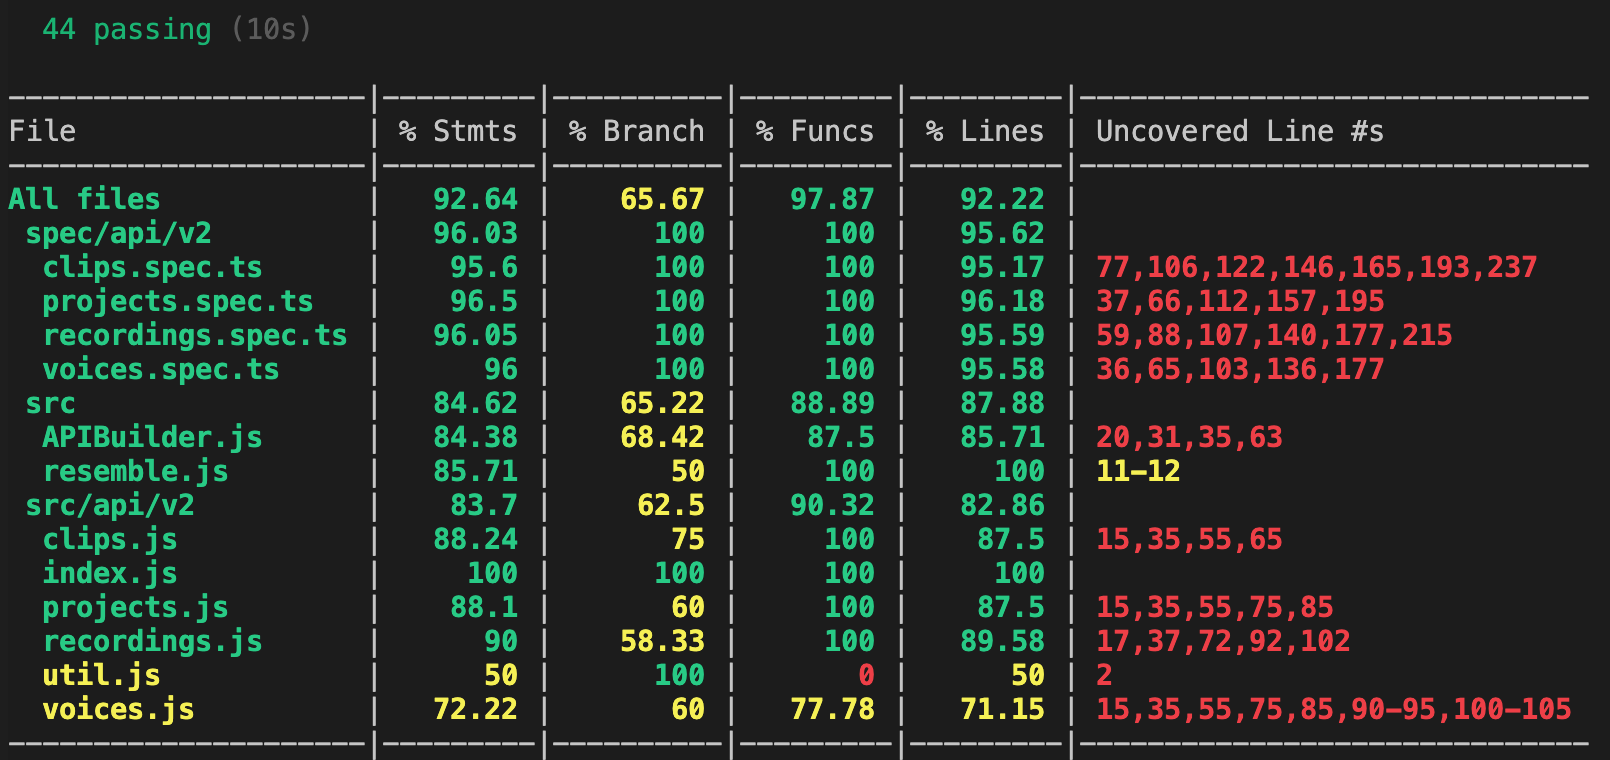 44 passing (10s)
File | % Stmts | % Branch | % Funcs | % Lines | Uncovered Line #s
All files | 92.64 | 65.67 | 97.87 | 92.22 |
spec/api/v2 | 96.03 | 100 | 100 | 95.62 |
clips.spec.ts | 95.6 | 100 | 100 | 95.17 | 77,106,122,146,165,193,237
projects.spec.ts | 96.5 | 100 | 100 | 96.18 | 37,66,112,157,195
recordings.spec.ts | 96.05 | 100 | 100 | 95.59 | 59,88,107,140,177,215
voices.spec.ts | 96 | 100 | 100 | 95.58 | 36,65,103,136,177
src | 84.62 | 65.22 | 88.89 | 87.88 |
APIBuilder.js | 84.38 | 68.42 | 87.5 | 85.71 | 20,31,35,63
resemble.js | 85.71 | 50 | 100 | 100 | 11-12
src/api/v2 | 83.7 | 62.5 | 90.32 | 82.86 |
clips.js | 88.24 | 75 | 100 | 87.5 | 15,35,55,65
index.js | 100 | 100 | 100 | 100 |
projects.js | 88.1 | 60 | 100 | 87.5 | 15,35,55,75,85
recordings.js | 90 | 58.33 | 100 | 89.58 | 17,37,72,92,102
util.js | 50 | 100 | 0 | 50 | 2
voices.js | 72.22 | 60 | 77.78 | 71.15 | 15,35,55,75,85,90-95,100-105